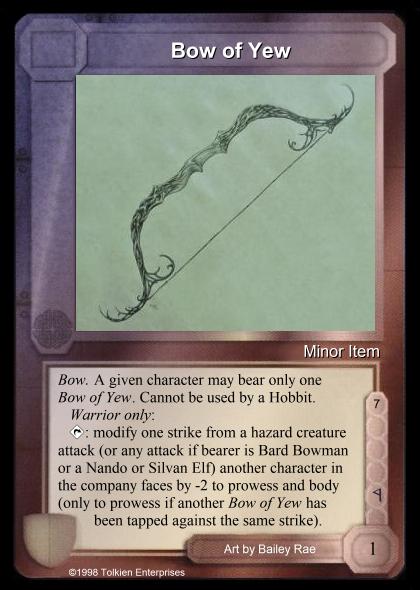 Bow of Yew
Minor Item
Bow. A given character may bear only one
Bow of Yew. Cannot be used by a Hobbit.
Warrior only:
: modify one strike from a hazard creature
attack (or any attack if bearer is Bard Bowman
or a Nando or Silvan Elf) another character in
the company faces by -2 to prowess and body
(only to prowess if another Bow of Yew has
been tapped against the same strike).
7
Art by Bailey Rae
1
©1998 Tolkien Enterprises